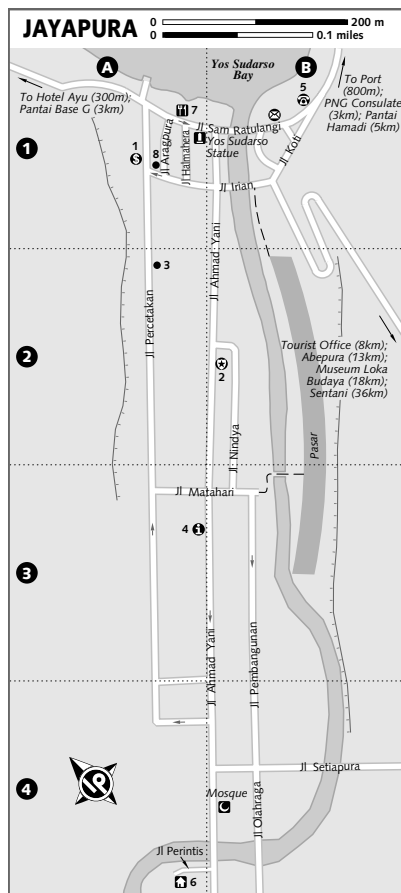 JAYAPURA
0 200 m
0 0.1 miles
A
Yos Sudarso
Bay
B
5
To Port
(800m);
PNG Consulate
(3km); Pantai
Hamadi (5km)
To Hotel Ayu (300m);
Pantai Base G (3km)
7
Jl Sam Ratulangi
Yos Sudarso
Statue
Jl Koti
1
1
8
Jl Aragpura
Jl Halmahera
Jl Irian
3
Jl Ahmad Yani
Jl Percetakan
2
2
Tourist Office (8km);
Abepura (13km);
Museum Loka
Budaya (18km);
Sentani (36km)
Jl Nindya
Pasar
Jl Matahari
4
3
Jl Ahmad Yani
Jl Pembangunan
Jl Setiapura
4
Mosque
Jl Olahraga
Jl Perintis
6